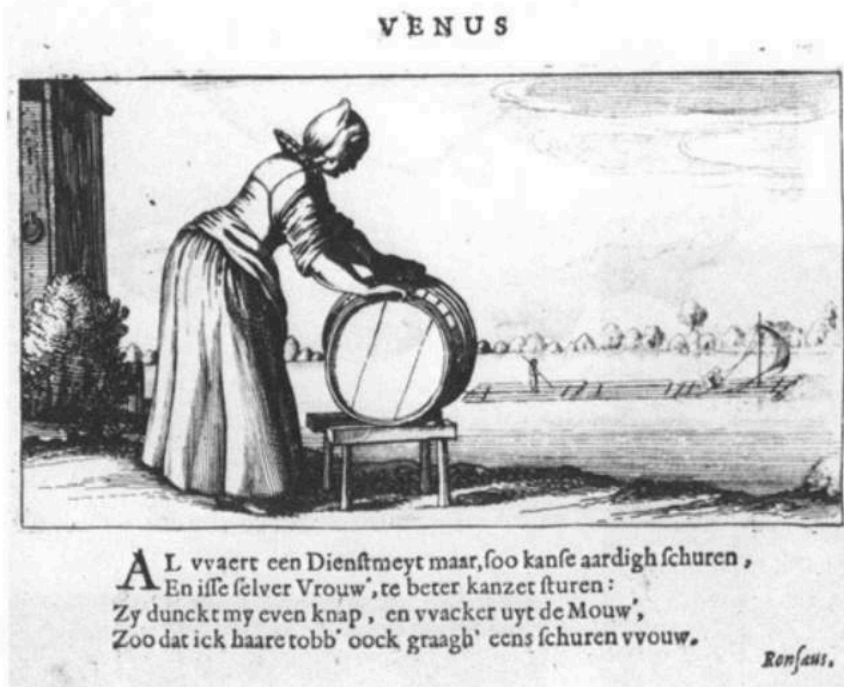 VENUS
AL vvaert een Dienſtmeyt maar, ſoo kanſe aardigh ſchuren,
En iſſe ſelver Vrouw', te beter kanzet ſturen:
Zy dunckt my even knap, en vvacker uyt de Mouw',
Zoo dat ick haare tobb' oock graagh' eens ſchuren vvouw.
Ronſæus.